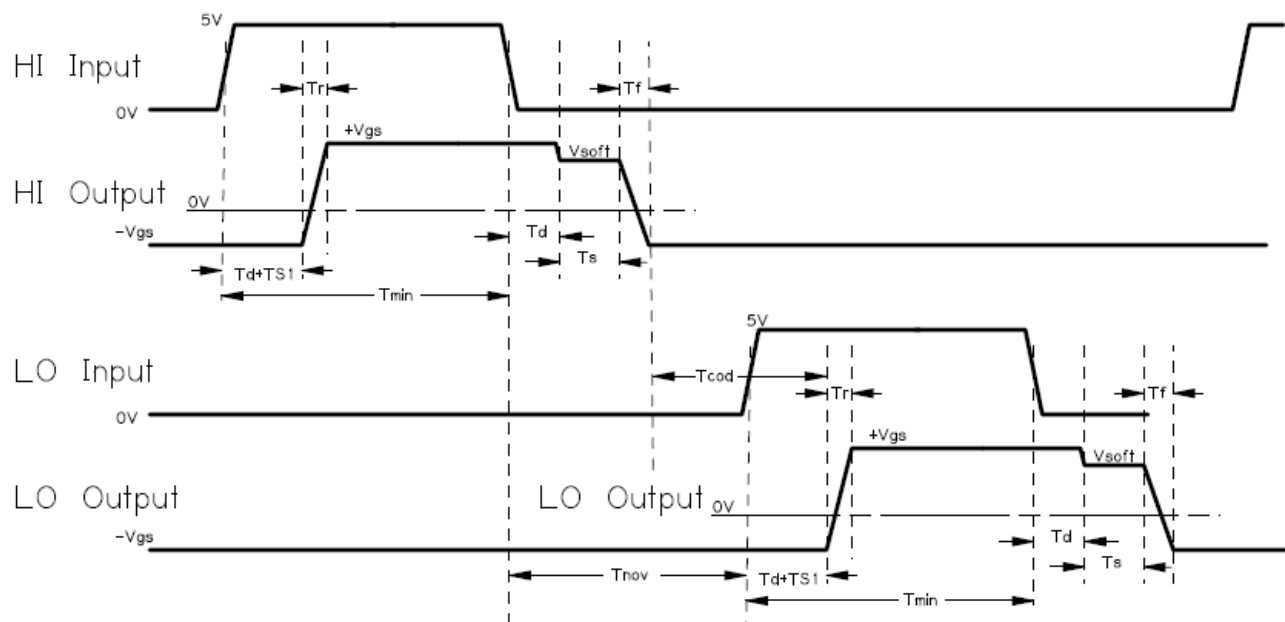 5V
HI Input
Tr
Tf
0V
+Vgs
Vsoft
HI Output
0V
-Vgs
Td
Ts
Td+TS1
Tmin
5V
LO Input
Tcod
Tr
Tf
0V
+Vgs
Vsoft
LO Output
LO Output
0V
-Vgs
Td
Ts
Tnov
Td+TS1
Tmin